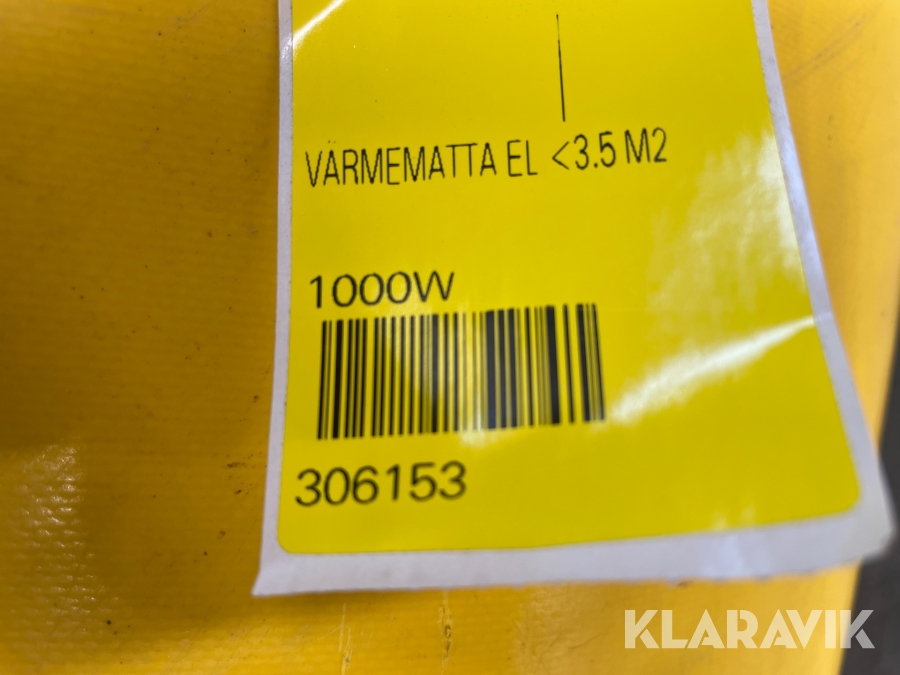 VÄRMEMATTA EL <3.5 M2
1000W
306153
KLARAVIK